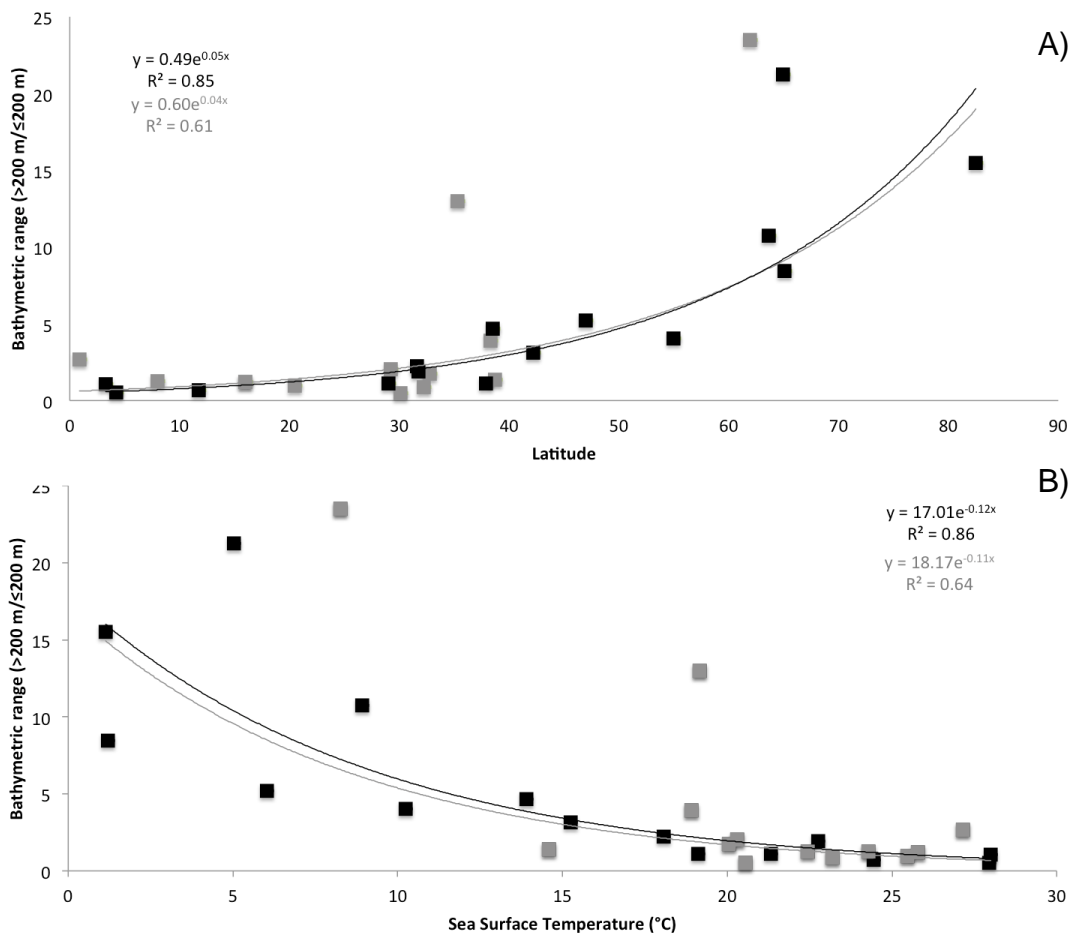 A)
25
20
15
10
5
0
Bathymetric range (>200 m/≤200 m)
y = 0.49e^0.05x
R² = 0.85
y = 0.60e^0.04x
R² = 0.61
0 10 20 30 40 50 60 70 80 90
Latitude
B)
25
20
15
10
5
0
Bathymetric range (>200 m/≤200 m)
y = 17.01e^-0.12x
R² = 0.86
y = 18.17e^-0.11x
R² = 0.64
0 5 10 15 20 25 30
Sea Surface Temperature (°C)